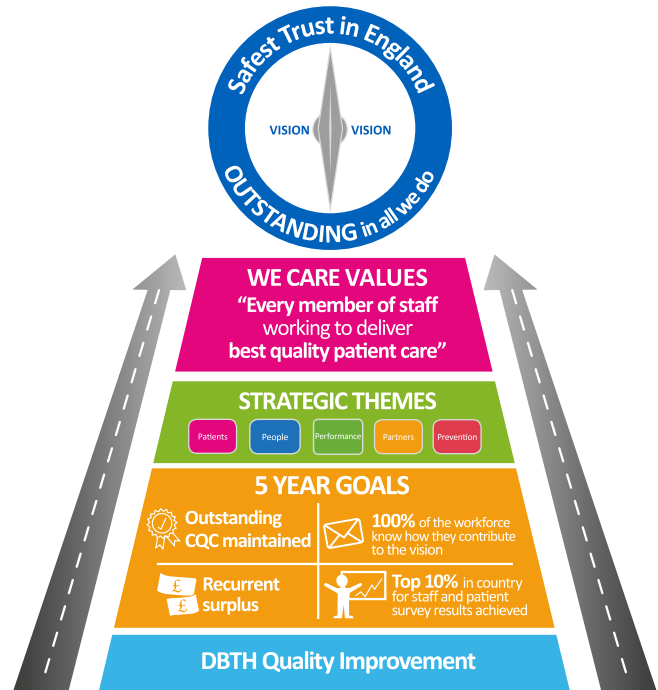 Safest Trust in England
VISION VISION
OUTSTANDING in all we do
WE CARE VALUES
“Every member of staff
working to deliver
best quality patient care”
STRATEGIC THEMES
Patients People Performance Partners Prevention
5 YEAR GOALS
Outstanding
CQC maintained
100% of the workforce
know how they contribute
to the vision
£
£
Recurrent
surplus
Top 10% in country
for staff and patient
survey results achieved
DBTH Quality Improvement